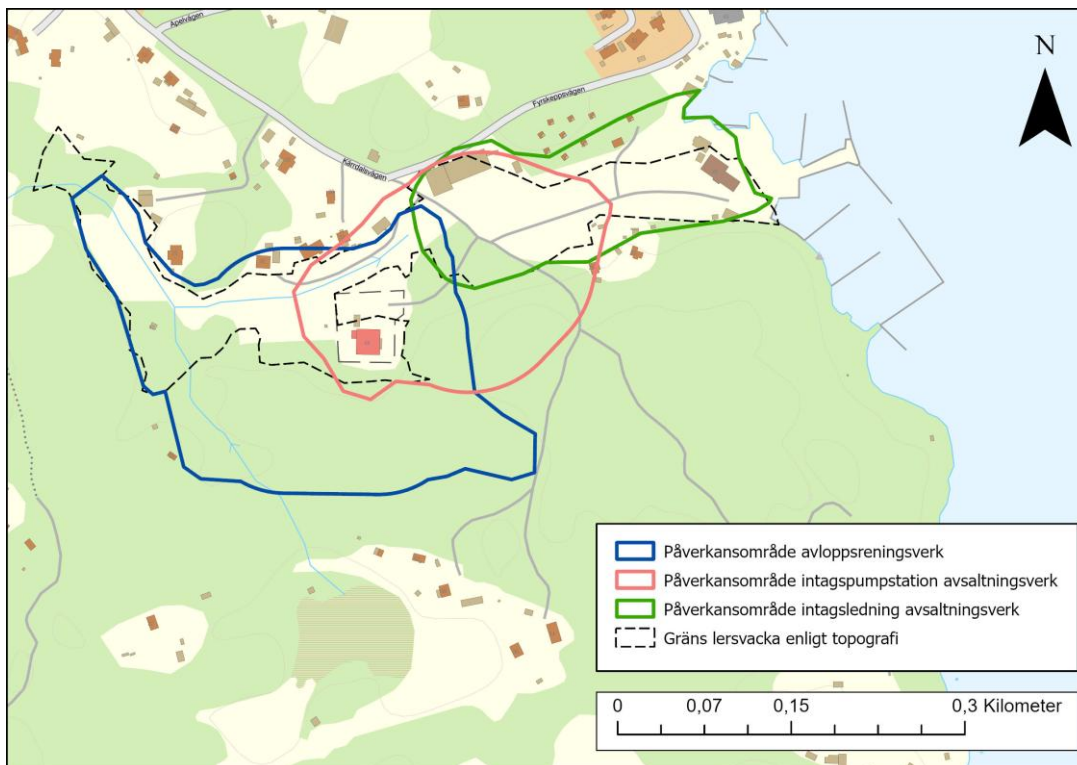 Apelvägen
Fyrskeppsvägen
Kärrdalsvägen
N
Påverkansområde avloppsreningsverk
Påverkansområde intagspumpstation avsaltningsverk
Påverkansområde intagsledning avsaltningsverk
Gräns lersvacka enligt topografi
0 0,07 0,15 0,3 Kilometer